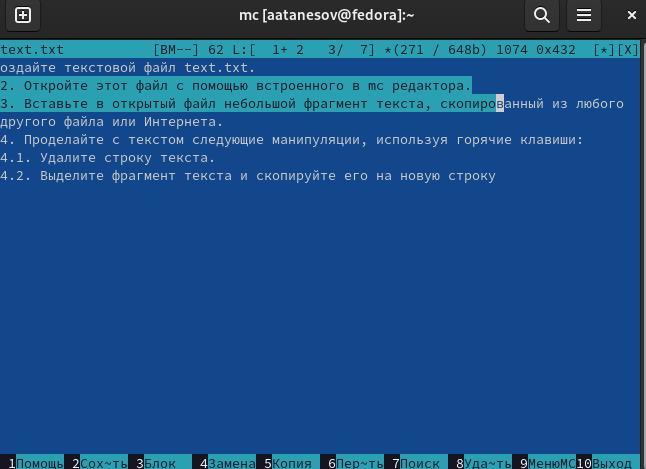 mc [aatanesov@fedora]:~
text.txt [BM--] 62 L:[ 1+ 2 3/ 7] *(271 / 648b) 1074 0x432 [*][X]
оздайте текстовой файл text.txt.
2. Откройте этот файл с помощью встроенного в mc редактора.
3. Вставьте в открытый файл небольшой фрагмент текста, скопированный из любого
другого файла или Интернета.
4. Проделайте с текстом следующие манипуляции, используя горячие клавиши:
4.1. Удалите строку текста.
4.2. Выделите фрагмент текста и скопируйте его на новую строку
1Помощь 2Сох~ть 3Блок 4Замена 5Копия 6Пер~ть 7Поиск 8Уда~ть 9МенюМС 10Выход